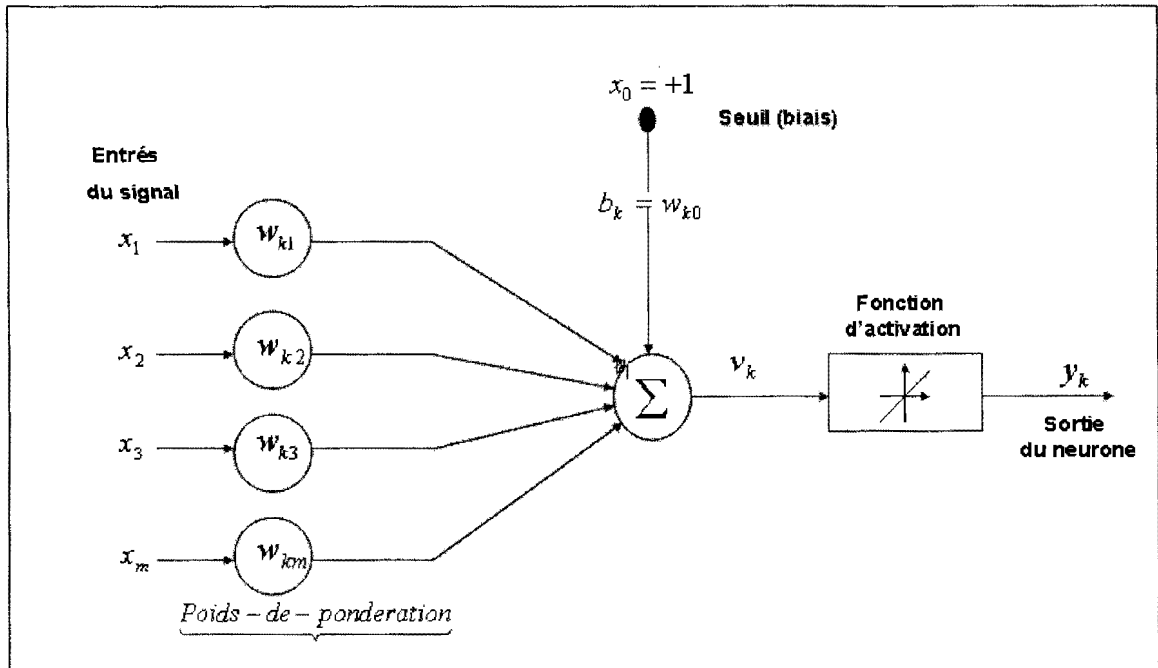 x₀ = +1
Seuil (biais)
Entrés
du signal
b_k = w_k0
x₁ w_k1
x₂ w_k2
x₃ w_k3
x_m w_km
Σ
v_k
Fonction
d'activation
y_k
Sortie
du neurone
Poids – de – ponderation